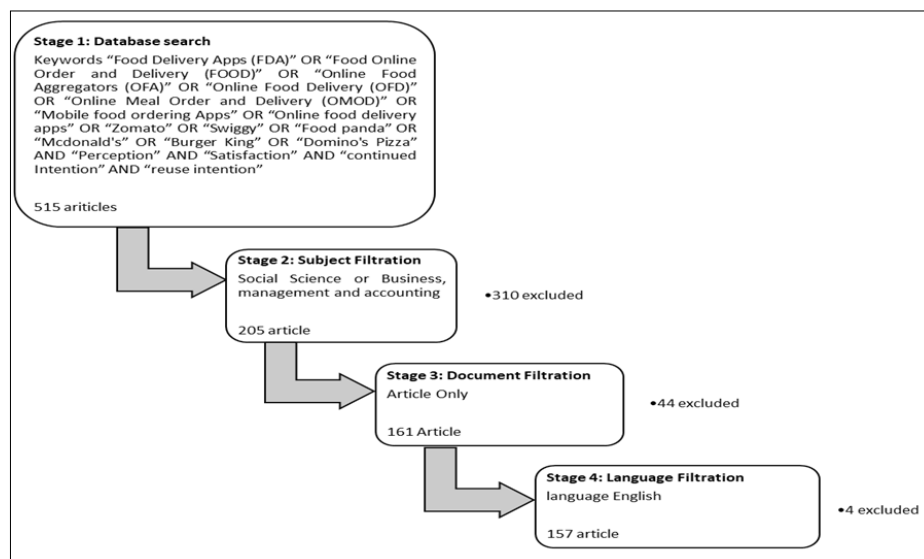 Stage 1: Database search
Keywords “Food Delivery Apps (FDA)” OR “Food Online
Order and Delivery (FOOD)” OR “Online Food
Aggregators (OFA)” OR “Online Food Delivery (OFD)”
OR “Online Meal Order and Delivery (OMOD)” OR
“Mobile food ordering Apps” OR “Online food delivery
apps” OR “Zomato” OR “Swiggy” OR “Food panda” OR
“Mcdonald's” OR “Burger King” OR “Domino's Pizza”
AND “Perception” AND “Satisfaction” AND “continued
Intention” AND “reuse intention”
515 ariticles
Stage 2: Subject Filtration
Social Science or Business,
management and accounting
205 article
•310 excluded
Stage 3: Document Filtration
Article Only
161 Article
•44 excluded
Stage 4: Language Filtration
language English
157 article
•4 excluded